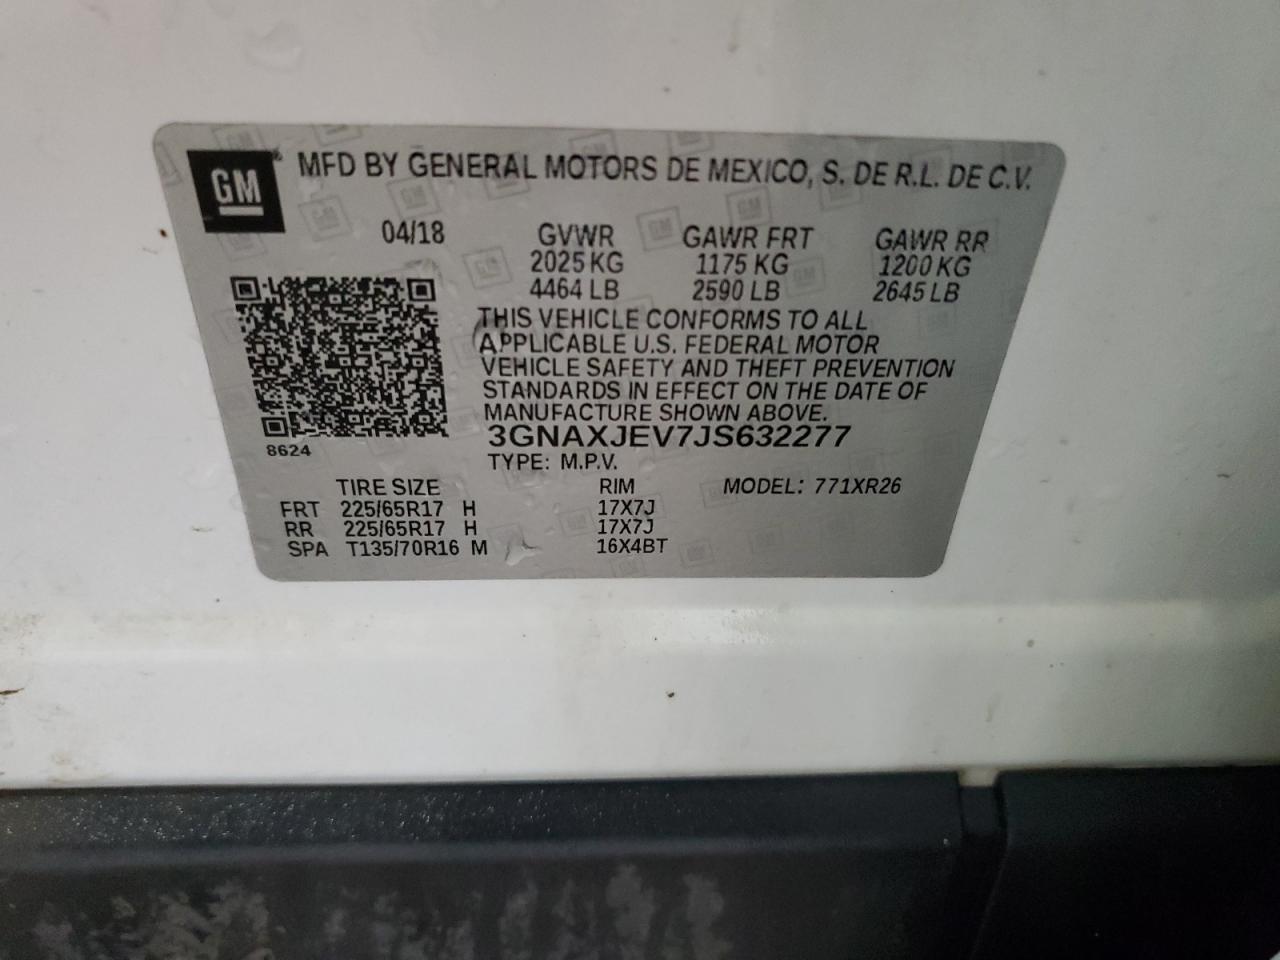 GM MFD BY GENERAL MOTORS DE MEXICO, S. DE R.L. DE C.V.
04/18 GVWR GAWR FRT GAWR RR
2025 KG 1175 KG 1200 KG
4464 LB 2590 LB 2645 LB
THIS VEHICLE CONFORMS TO ALL
APPLICABLE U.S. FEDERAL MOTOR
VEHICLE SAFETY AND THEFT PREVENTION
STANDARDS IN EFFECT ON THE DATE OF
MANUFACTURE SHOWN ABOVE.
3GNAXJEV7JS632277
8624
TYPE: M.P.V.
TIRE SIZE RIM MODEL: 771XR26
FRT 225/65R17 H 17X7J
RR 225/65R17 H 17X7J
SPA T135/70R16 M 16X4BT